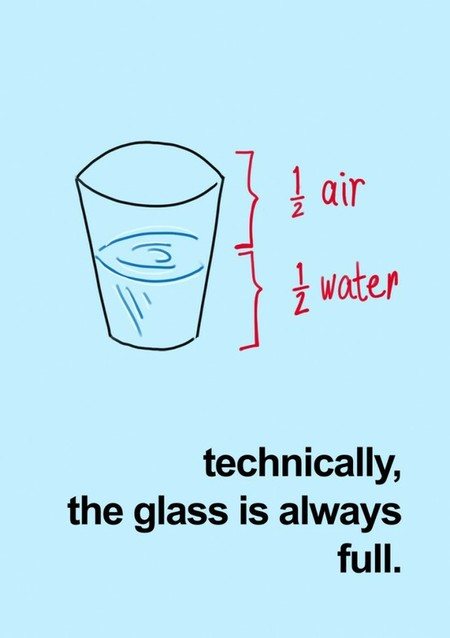 ½ air
½ water
technically,
the glass is always
full.